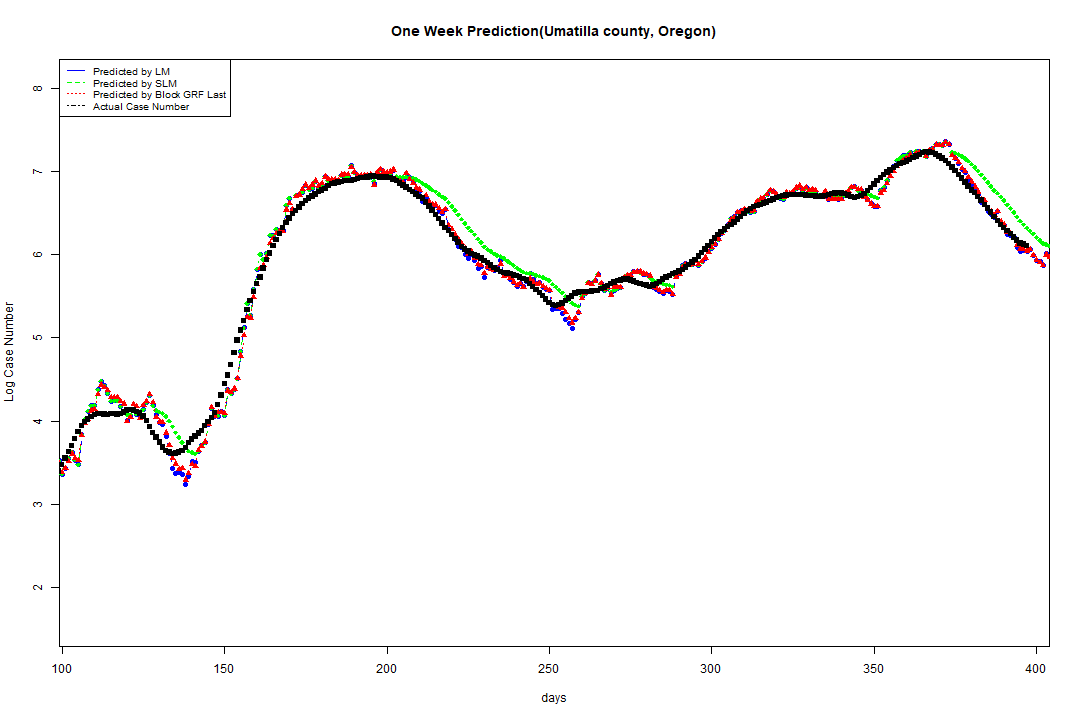 One Week Prediction(Umatilla county, Oregon)
Predicted by LM
Predicted by SLM
Predicted by Block GRF Last
Actual Case Number
Log Case Number
8
7
6
5
4
3
2
100 150 200 250 300 350 400
days